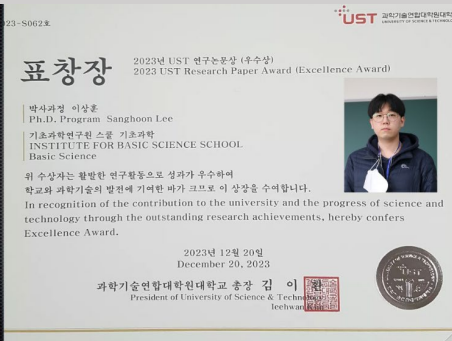 023-S062호
UST 과학기술연합대학원대학
UNIVERSITY OF SCIENCE & TECHNOLOGY
표창장
2023년 UST 연구논문상 (우수상)
2023 UST Research Paper Award (Excellence Award)
박사과정 이상훈
Ph.D. Program Sanghoon Lee
기초과학연구원 스쿨 기초과학
INSTITUTE FOR BASIC SCIENCE SCHOOL
Basic Science
위 수상자는 활발한 연구활동으로 성과가 우수하여
학교와 과학기술의 발전에 기여한 바가 크므로 이 상장을 수여합니다.
In recognition of the contribution to the university and the progress of science and
technology through the outstanding research achievements, hereby confers
Excellence Award.
2023년 12월 20일
December 20, 2023
과학기술연합대학원대학교 총장 김 이 환
President of University of Science & Technology
leehwan Kim
UST